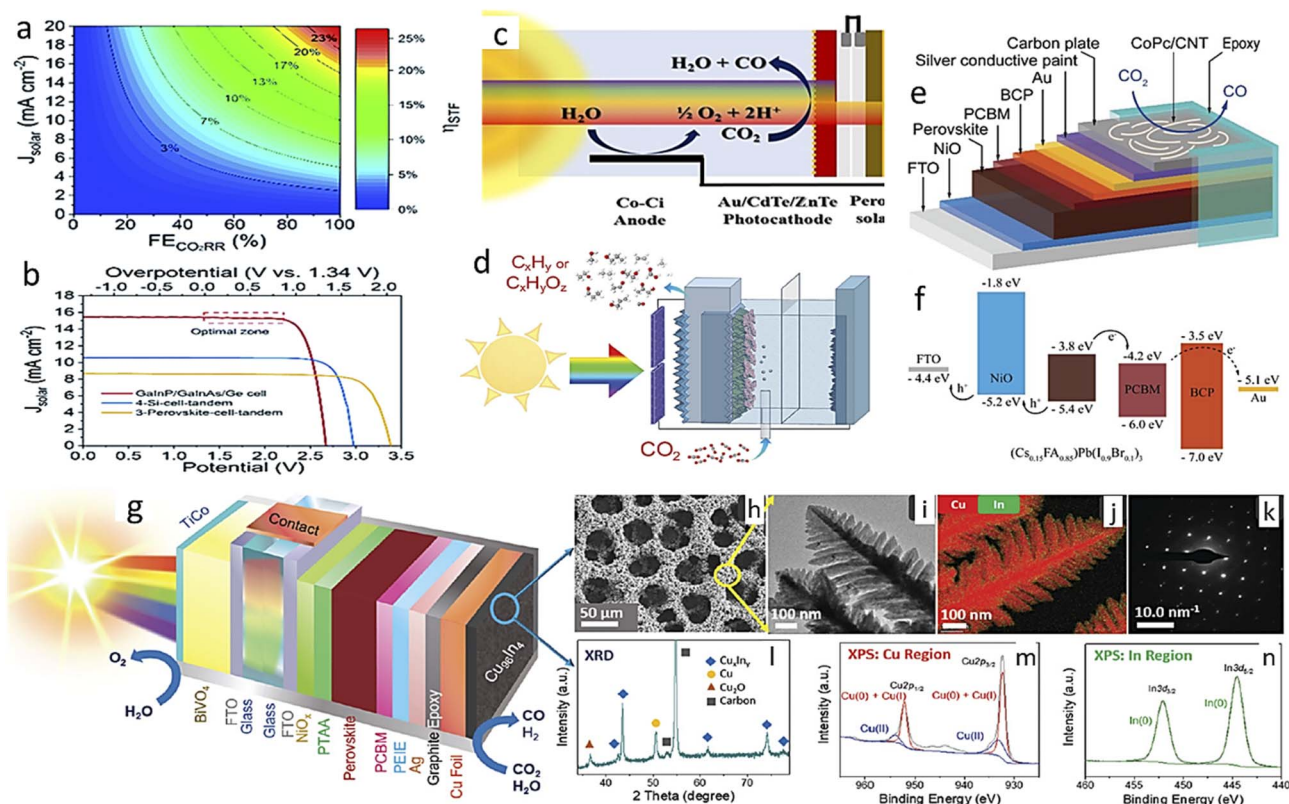 a
J_solar (mA cm⁻²)
20
18
16
14
12
10
8
6
4
2
0
23%
20%
17%
13%
10%
7%
3%
0
20
40
60
80
100
FE_CO₂RR (%)
25%
20%
15%
10%
5%
0%
η_STF
b
Overpotential (V vs. 1.34 V)
-1.0
-0.5
0.0
0.5
1.0
1.5
2.0
J_solar (mA cm⁻²)
18
16
14
12
10
8
6
4
2
0
Optimal zone
GaInP/GaInAs/Ge cell
4-Si-cell-tandem
3-Perovskite-cell-tandem
0.0
0.5
1.0
1.5
2.0
2.5
3.0
3.5
Potential (V)
c
H₂O + CO
H₂O
½ O₂ + 2H⁺
CO₂
Co-Ci
Anode
Au/CdTe/ZnTe
Photocathode
Pero
sola
d
CₓHᵧ or
CₓHᵧO_z
CO₂
e
Carbon plate
CoPc/CNT
Epoxy
Silver conductive paint
Au
CO₂
CO
BCP
PCBM
Perovskite
NiO
FTO
f
-1.8 eV
-3.8 eV
e⁻
-3.5 eV
-4.2 eV
e⁻
FTO
-4.4 eV
NiO
PCBM
BCP
-5.1 eV
Au
h⁺
-5.2 eV
h⁺
-5.4 eV
-6.0 eV
-7.0 eV
(Cs₀.₁₅FA₀.₈₅)Pb(I₀.₉Br₀.₁)₃
g
TiCo
Contact
O₂
H₂O
BiVO₄
FTO
Glass
Glass
FTO
NiOₓ
PTAA
Perovskite
PCBM
PEIE
Ag
Graphite Epoxy
Cu Foil
Cu₉₆In₄
CO
H₂
CO₂
H₂O
h
50 µm
i
100 nm
Cu
In
j
100 nm
k
10.0 nm⁻¹
XRD
l
CuₓInᵧ
Cu
Cu₂O
Carbon
Intensity (a.u.)
40
50
60
70
2 Theta (degree)
XPS: Cu Region
m
Cu2p₃/₂
Cu(0) + Cu(I)
Cu2p₁/₂
Cu(0) + Cu(I)
Cu(II)
Cu(II)
Intensity (a.u.)
960
950
940
930
Binding Energy (eV)
XPS: In Region
n
In3d₅/₂
In3d₃/₂
In(0)
In(0)
Intensity (a.u.)
460
455
450
445
440
Binding Energy (eV)